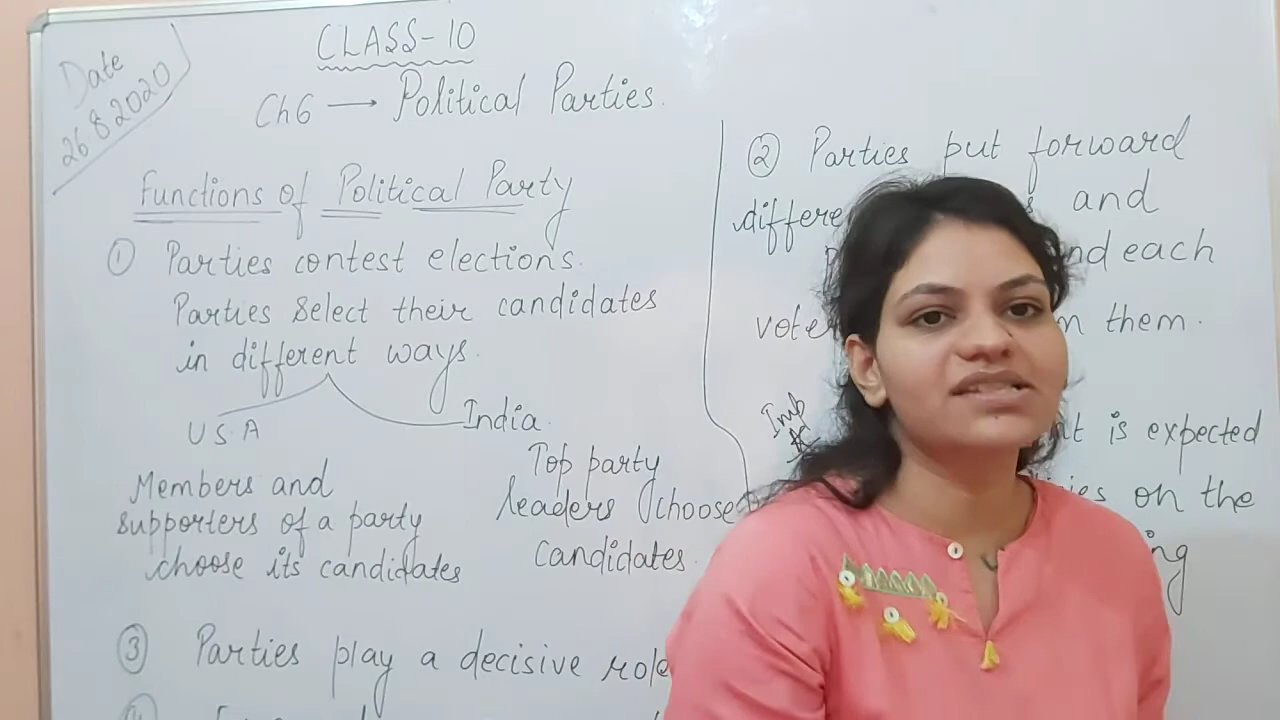 Date
26.8.2020
CLASS-10
Ch6 → Political Parties.
Functions of Political Party
① Parties contest elections.
Parties select their candidates
in different ways.
U.S.A
India.
Members and
supporters of a party
choose its candidates
Top party
leaders choose
candidates.
③ Parties play a decisive role
② Parties put forward
and
each
them.
Imp
is expected
on the